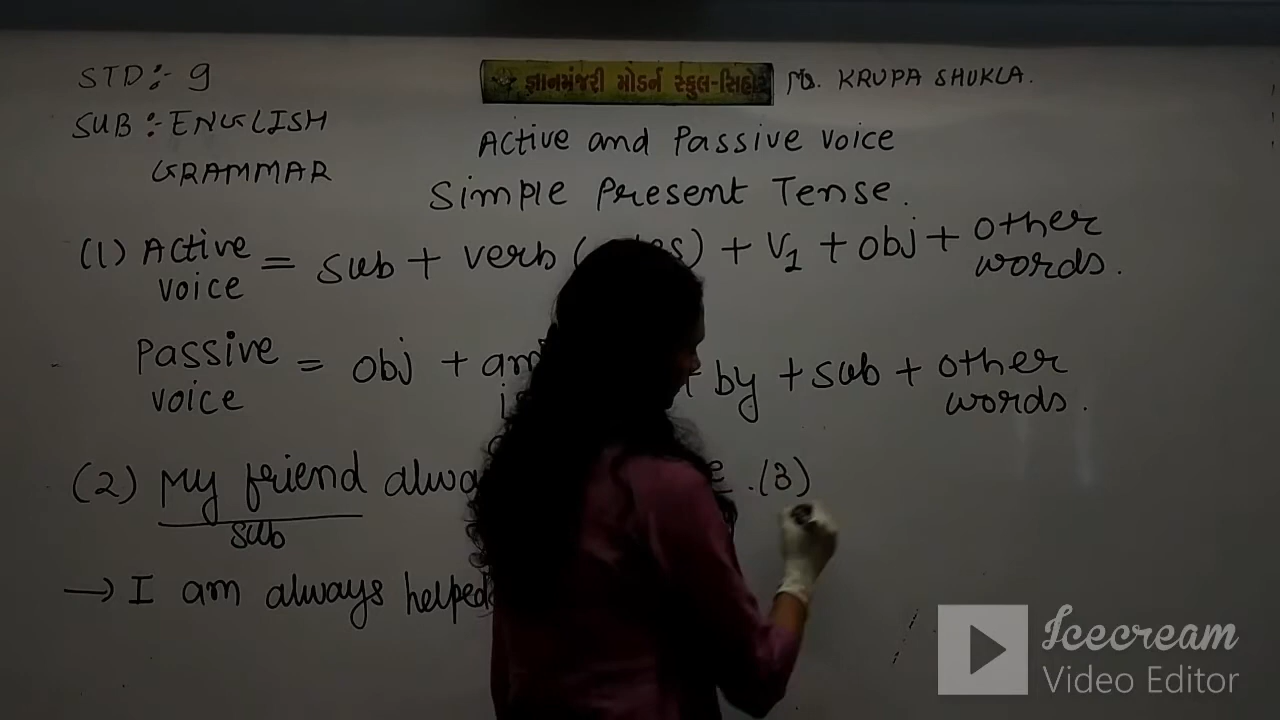 STD:- 9
SUB:- ENGLISH
GRAMMAR
જ્ઞાનમંજરી મોડર્ન સ્કુલ-સિહોર
KRUPA SHUKLA.
Active and Passive voice
Simple Present Tense.
(1) Active voice = sub + verb ( s) + V1 + obj + other words.
Passive voice = obj + am + by + sub + other words.
(2) My friend . (3)
sub
→ I am always helped
Icecream
Video Editor